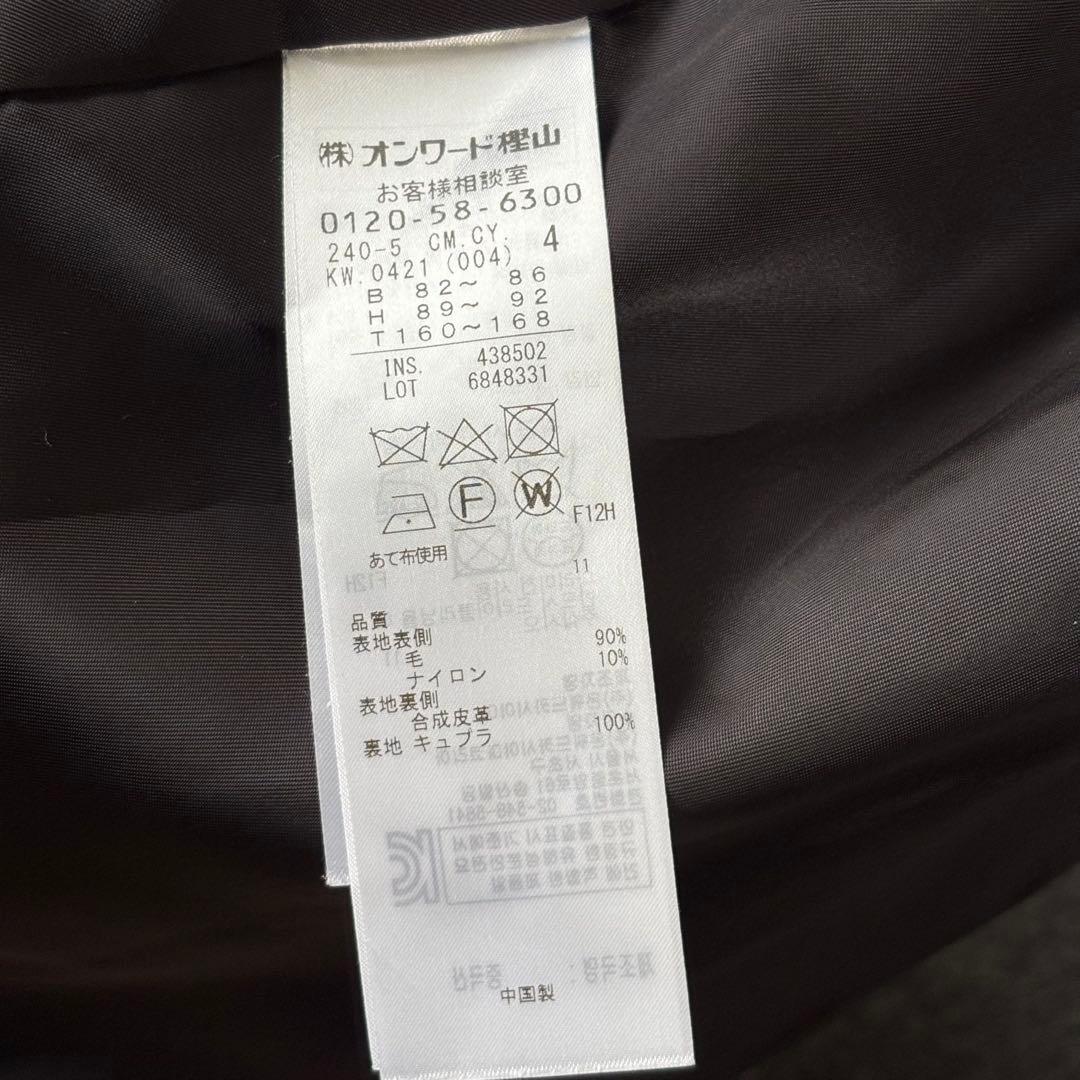 (株)オンワード樫山
お客様相談室
0120-58-6300
240-5 CM.CY. 4
KW.0421 (004)
B 82～ 86
H 89～ 92
T160～168
INS. 438502
LOT 6848331
F W F12H
あて布使用
11
品質
表地表側
毛 90%
ナイロン 10%
表地裏側
合成皮革
裏地 キュプラ 100%
中国製